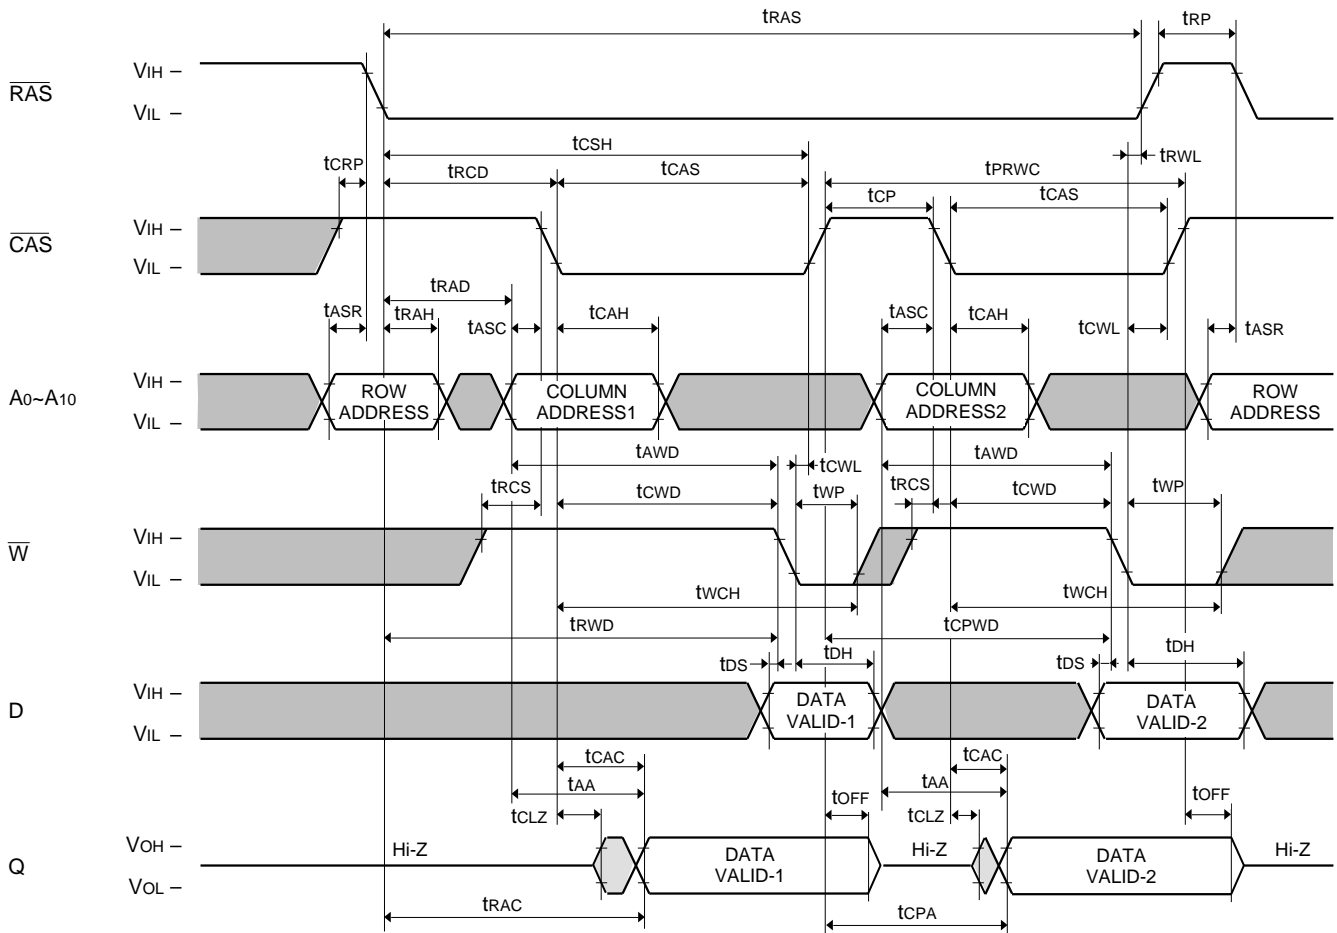 tRAS
tRP
RAS
VIH –
VIL –
tCRP
tCSH
tRCD
tCAS
tPRWC
tRWL
tCP
tCAS
CAS
VIH –
VIL –
tRAD
tASR
tRAH
tASC
tCAH
tASC
tCAH
tCWL
tASR
A0~A10
VIH –
VIL –
ROW
ADDRESS
COLUMN
ADDRESS1
COLUMN
ADDRESS2
ROW
ADDRESS
tAWD
tCWL
tAWD
tRCS
tCWD
tWP
tRCS
tCWD
tWP
W
VIH –
VIL –
tWCH
tWCH
tRWD
tCPWD
tDS
tDH
tDS
tDH
D
VIH –
VIL –
DATA
VALID-1
DATA
VALID-2
tCAC
tCAC
tAA
tAA
tCLZ
tOFF
tCLZ
tOFF
Q
VOH –
VOL –
Hi-Z
DATA
VALID-1
Hi-Z
DATA
VALID-2
Hi-Z
tRAC
tCPA